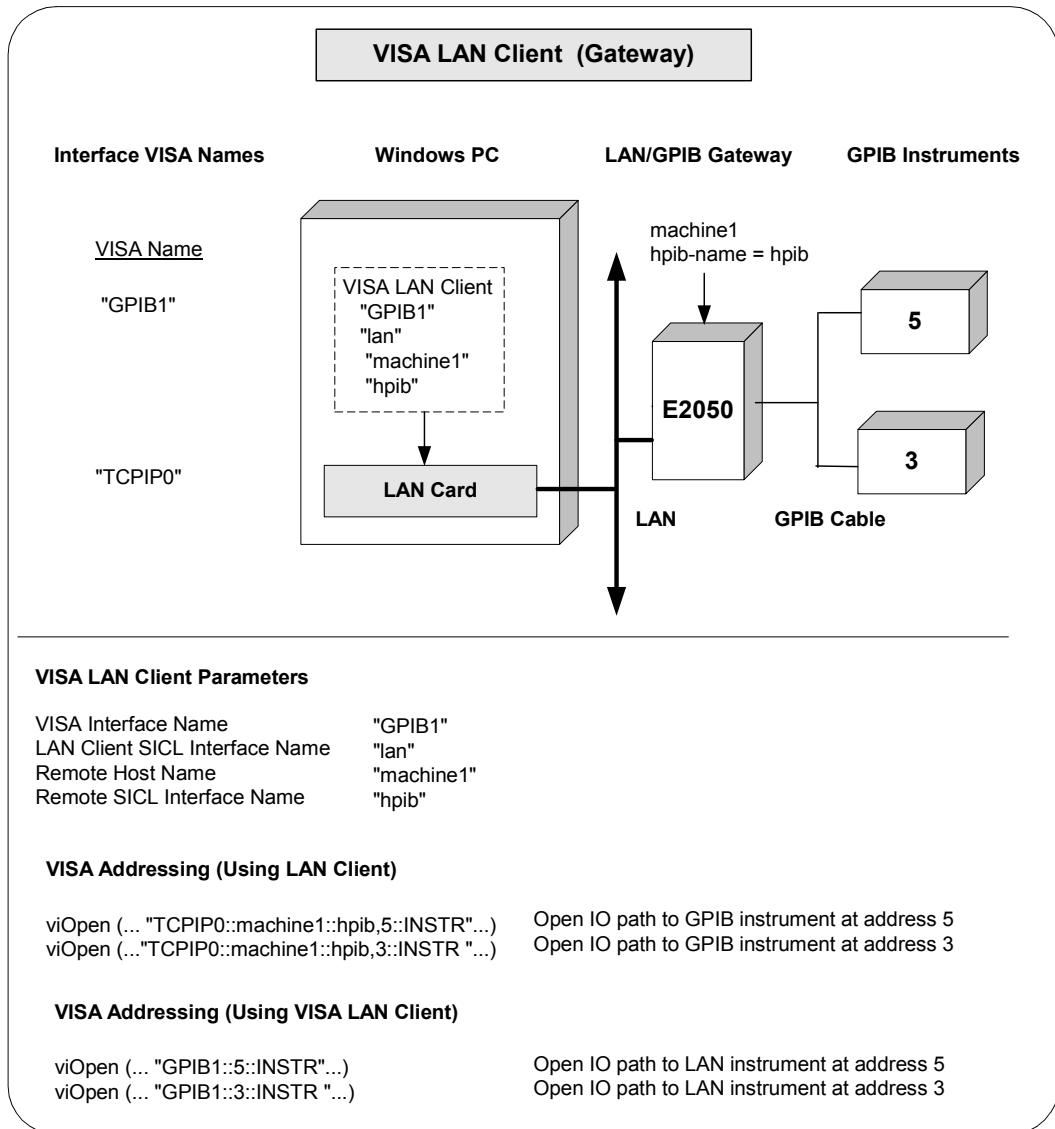 VISA LAN Client  (Gateway)
Interface VISA Names
Windows PC
LAN/GPIB Gateway
GPIB Instruments
VISA Name
"GPIB1"
"TCPIP0"
VISA LAN Client
"GPIB1"
"lan"
"machine1"
"hpib"
LAN Card
machine1
hpib-name = hpib
E2050
5
3
LAN
GPIB Cable
VISA LAN Client Parameters
VISA Interface Name "GPIB1"
LAN Client SICL Interface Name "lan"
Remote Host Name "machine1"
Remote SICL Interface Name "hpib"
VISA Addressing (Using LAN Client)
viOpen (... "TCPIP0::machine1::hpib,5::INSTR"...) Open IO path to GPIB instrument at address 5
viOpen (..."TCPIP0::machine1::hpib,3::INSTR "...) Open IO path to GPIB instrument at address 3
VISA Addressing (Using VISA LAN Client)
viOpen (... "GPIB1::5::INSTR"...) Open IO path to LAN instrument at address 5
viOpen (... "GPIB1::3::INSTR "...) Open IO path to LAN instrument at address 3